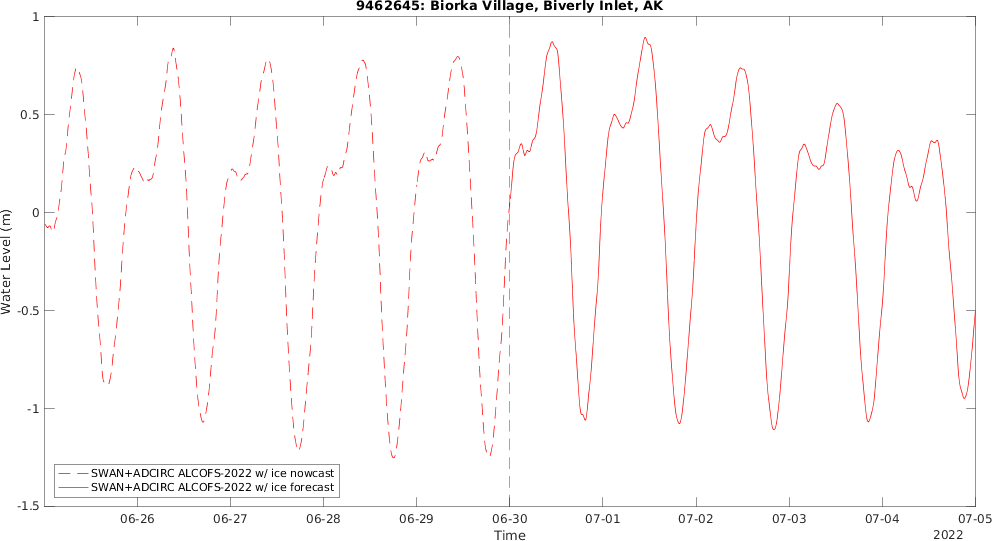 9462645: Biorka Village, Biverly Inlet, AK
Water Level (m)
1
0.5
0
-0.5
-1
-1.5
SWAN+ADCIRC ALCOFS-2022 w/ ice nowcast
SWAN+ADCIRC ALCOFS-2022 w/ ice forecast
06-26 06-27 06-28 06-29 06-30 07-01 07-02 07-03 07-04 07-05
Time
2022